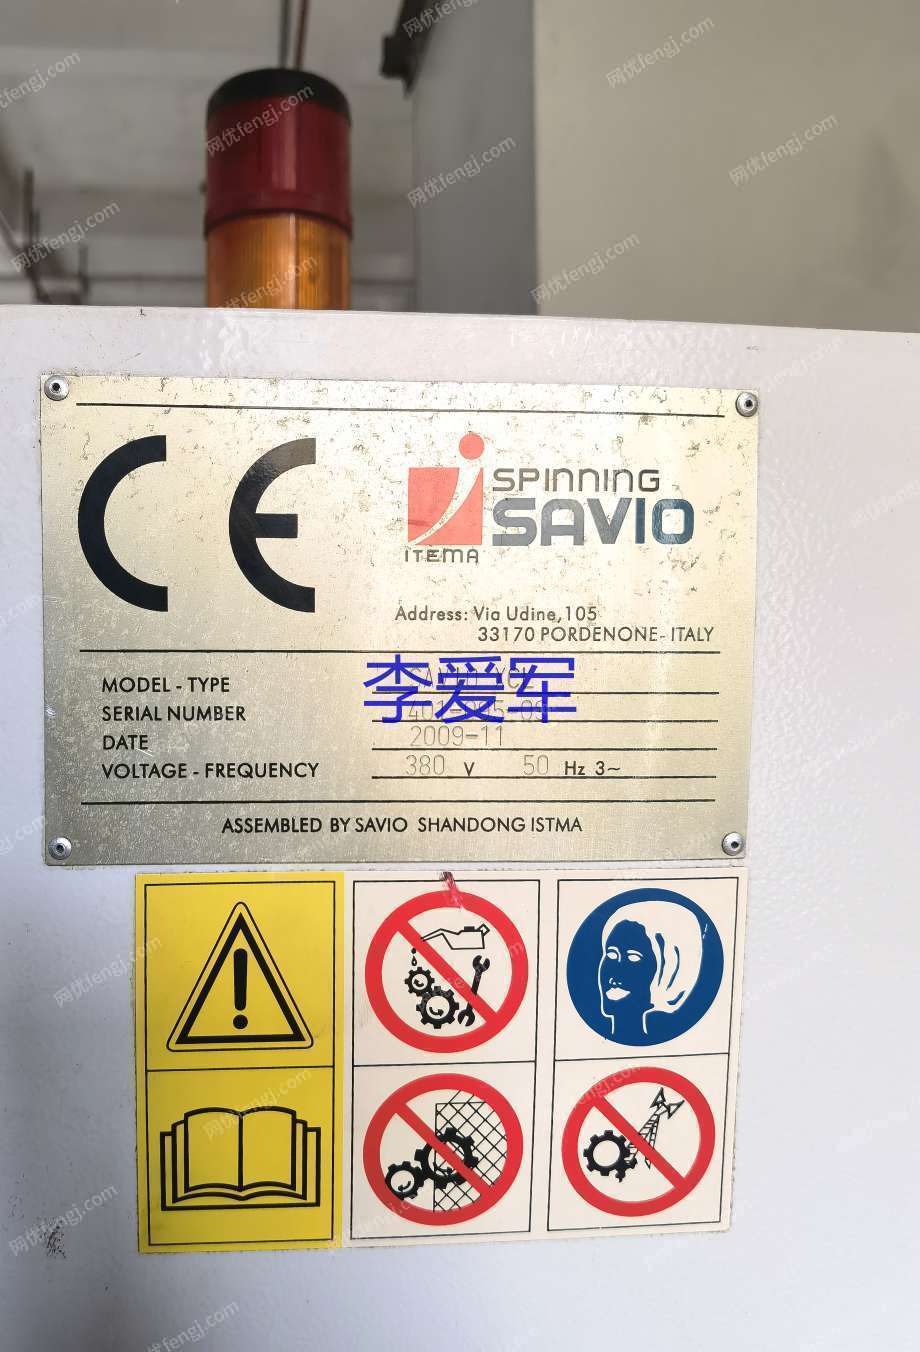 CE
SPINNING
SAVIO
ITEMA
Address: Via Udine,105
33170 PORDENONE- ITALY
MODEL - TYPE
李爱军
SERIAL NUMBER
DATE 2009-11
VOLTAGE - FREQUENCY 380 V 50 Hz 3~
ASSEMBLED BY SAVIO SHANDONG ISTMA
网优fengj.com